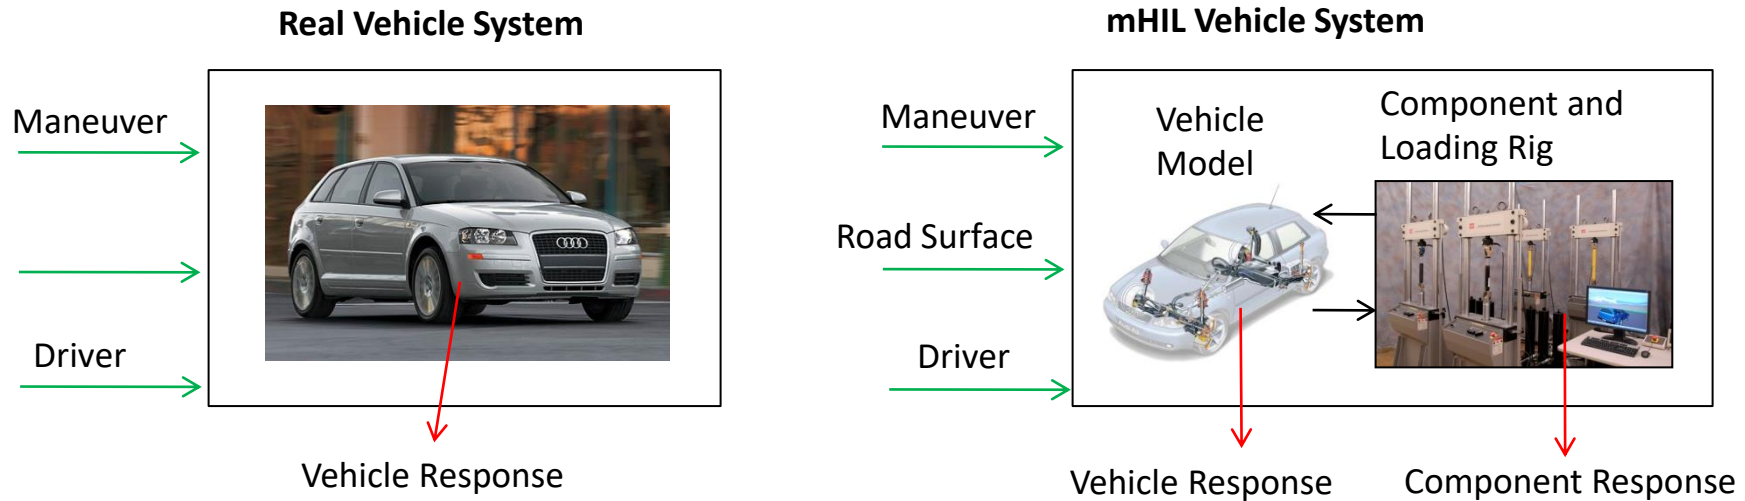 Real Vehicle System
Maneuver
Driver
Vehicle Response
mHIL Vehicle System
Maneuver
Road Surface
Driver
Vehicle
Model
Component and
Loading Rig
Vehicle Response
Component Response